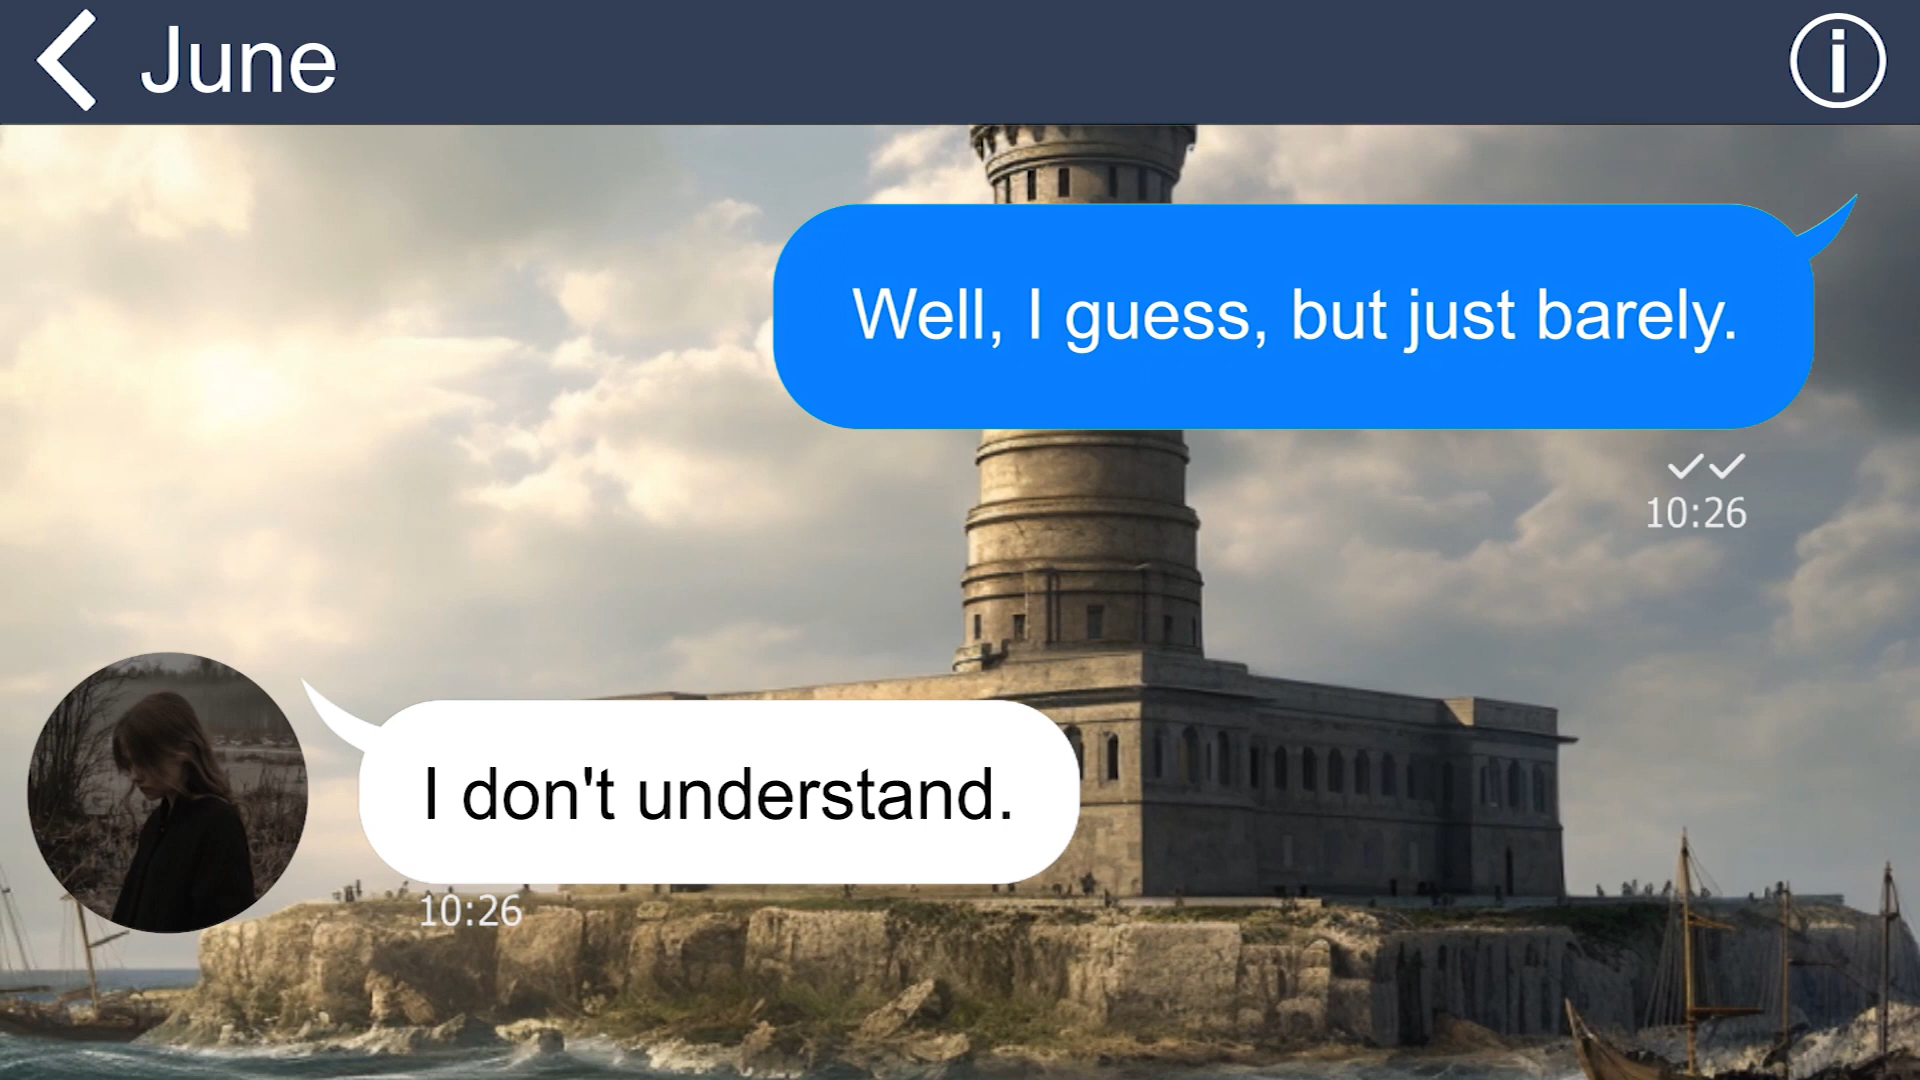 June
Well, I guess, but just barely.
10:26
I don't understand.
10:26